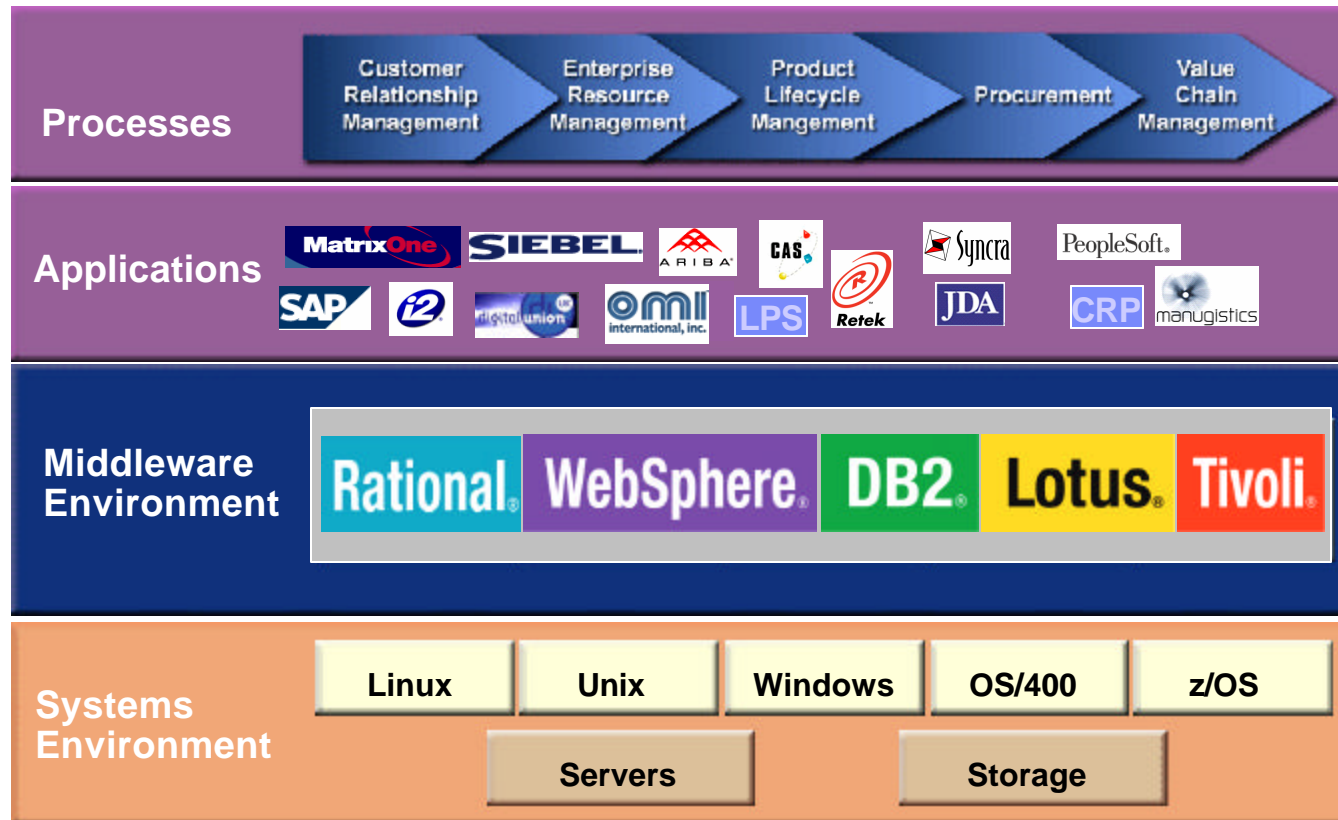 Processes
Customer
Relationship
Management
Enterprise
Resource
Management
Product
Lifecycle
Mangement
Procurement
Value
Chain
Management
Applications
MatrixOne
SIEBEL.
ARIBA
CAS
Retek
Syncra
PeopleSoft®
SAP
i2
digital union UK
omi
international, inc.
LPS
JDA
CRP
manugistics
Middleware
Environment
Rational®
WebSphere®
DB2®
Lotus®
Tivoli®
Systems
Environment
Linux
Unix
Windows
OS/400
z/OS
Servers
Storage